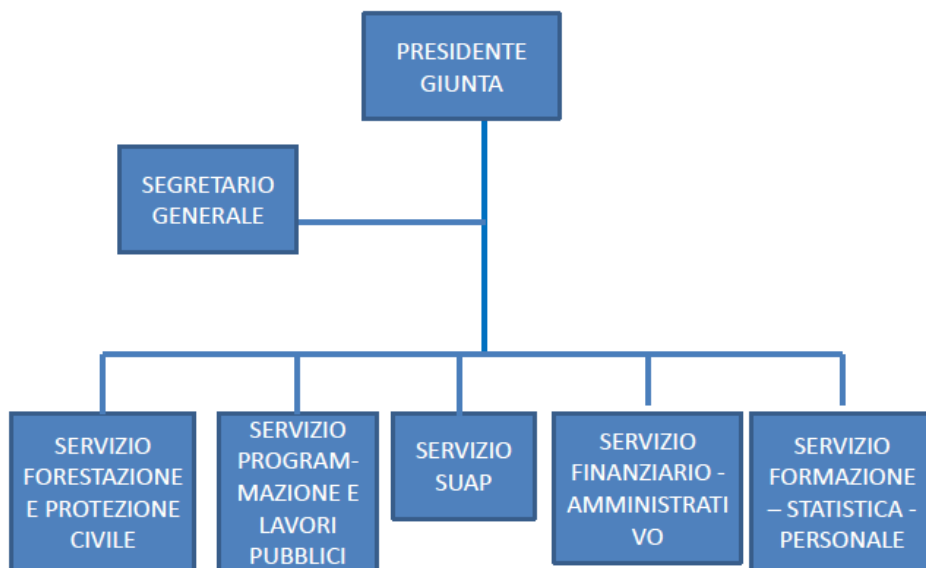 PRESIDENTE
GIUNTA
SEGRETARIO
GENERALE
SERVIZIO
FORESTAZIONE
E PROTEZIONE
CIVILE
SERVIZIO
PROGRAM-
MAZIONE E
LAVORI
PUBBLICI
SERVIZIO
SUAP
SERVIZIO
FINANZIARIO -
AMMINISTRATI
VO
SERVIZIO
FORMAZIONE
– STATISTICA -
PERSONALE